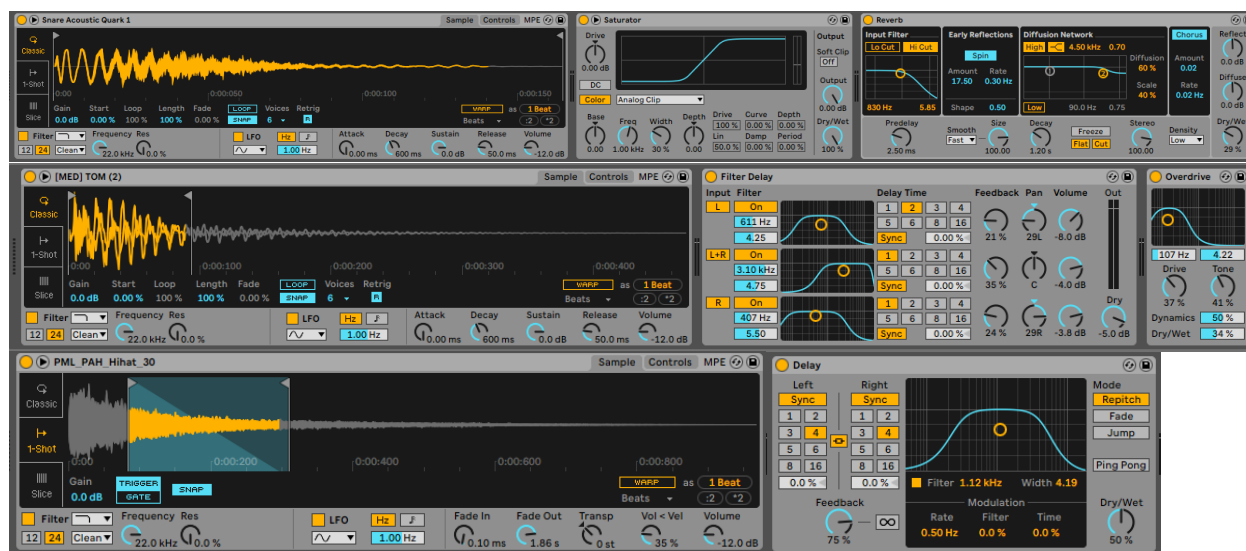 Snare Acoustic Quark 1 Sample Controls MPE
Classic
1-Shot
Slice
0:00 0:00:050 0:00:100 0:00:150
Gain Start Loop Length Fade LOOP Voices Retrig WARP as 1 Beat
0.0 dB 0.00 % 100 % 100 % 0.00 % SNAP 6 R Beats :2 *2
Filter Frequency Res LFO Hz Attack Decay Sustain Release Volume
12 24 Clean 22.0 kHz 0.0 % 1.00 Hz 0.00 ms 600 ms 0.0 dB 50.0 ms -12.0 dB
Saturator
Drive Output
0.00 dB Soft Clip
Off
DC Output
Color Analog Clip 0.00 dB
Base Freq Width Depth Drive Curve Depth Dry/Wet
100 % 0.00 % 0.00 %
Lin Damp Period
0.00 1.00 kHz 30 % 0.00 50.0 % 0.00 % 0.00 % 100 %
Reverb
Input Filter Early Reflections Diffusion Network Chorus Reflect
Lo Cut Hi Cut Spin High 4.50 kHz 0.70 0.0 dB
Amount Rate Diffusion Amount Diffuse
17.50 0.30 Hz 60 % 0.02
Scale Rate
830 Hz 5.85 Shape 0.50 Low 90.0 Hz 0.75 40 % 0.02 Hz 0.0 dB
Predelay Smooth Size Decay Freeze Stereo Density Dry/We
2.50 ms Fast 100.00 1.20 s Flat Cut 100.00 Low 29 %
[MED] TOM (2) Sample Controls MPE
Classic
1-Shot
Slice
0:00 0:00:100 0:00:200 0:00:300 0:00:400
Gain Start Loop Length Fade LOOP Voices Retrig WARP as 1 Beat
0.0 dB 0.00 % 100 % 100 % 0.00 % SNAP 6 R Beats :2 *2
Filter Frequency Res LFO Hz Attack Decay Sustain Release Volume
12 24 Clean 22.0 kHz 0.0 % 1.00 Hz 0.00 ms 600 ms 0.0 dB 50.0 ms -12.0 dB
Filter Delay
Input Filter Delay Time Feedback Pan Volume Out
L On 1 2 3 4
611 Hz 5 6 8 16
4.25 Sync 0.00 % 21 % 29L -8.0 dB
L+R On 1 2 3 4
3.10 kHz 5 6 8 16
4.75 Sync 0.00 % 35 % C -4.0 dB
R On 1 2 3 4 Dry
407 Hz 5 6 8 16
5.50 Sync 0.00 % 24 % 29R -3.8 dB -5.0 dB
Overdrive
107 Hz 4.22
Drive Tone
37 % 41 %
Dynamics 50 %
Dry/Wet 34 %
PML_PAH_Hihat_30 Sample Controls MPE
Classic
1-Shot
Slice
0:00 0:00:200 0:00:400 0:00:600 0:00:800
Gain TRIGGER SNAP WARP as 1 Beat
0.0 dB GATE Beats :2 *2
Filter Frequency Res LFO Hz Fade In Fade Out Transp Vol < Vel Volume
12 24 Clean 22.0 kHz 0.0 % 1.00 Hz 0.10 ms 1.86 s 0 st 35 % -12.0 dB
Delay
Left Right Mode
Sync Sync Repitch
1 2 1 2 Fade
3 4 3 4 Jump
5 6 5 6
8 16 8 16 Ping Pong
0.0 % 0.0 % Filter 1.12 kHz Width 4.19
Feedback Modulation Dry/Wet
Rate Filter Time
75 % 0.50 Hz 0.0 % 0.0 % 50 %